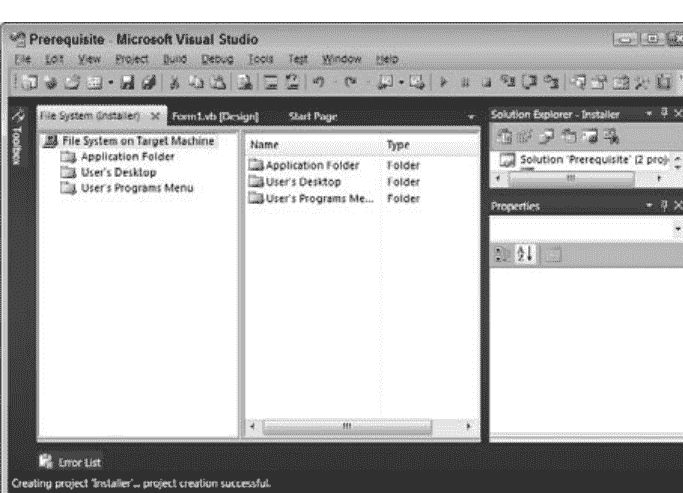 Prerequisite - Microsoft Visual Studio
File Edit View Project Build Debug Tools Test Window Help
Toolbox
File System (Installer) Form1.vb [Design] Start Page
File System on Target Machine
Application Folder
User's Desktop
User's Programs Menu
Name Type
Application Folder Folder
User's Desktop Folder
User's Programs Me... Folder
Solution Explorer - Installer
Solution 'Prerequisite' (2 proj
Properties
Error List
Creating project 'Installer'... project creation successful.